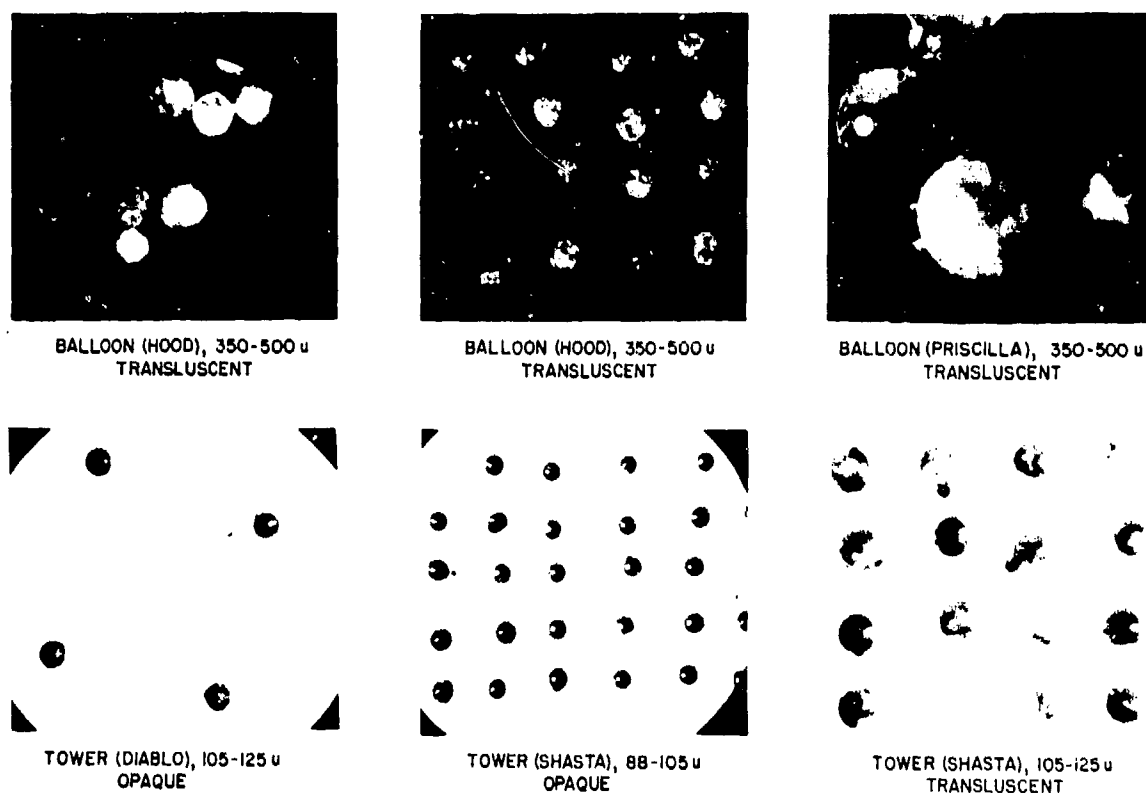 BALLOON (HOOD), 350-500 u
TRANSLUSCENT
BALLOON (HOOD), 350-500 u
TRANSLUSCENT
BALLOON (PRISCILLA), 350-500 u
TRANSLUSCENT
TOWER (DIABLO), 105-125 u
OPAQUE
TOWER (SHASTA), 88-105 u
OPAQUE
TOWER (SHASTA), 105-125 u
TRANSLUSCENT